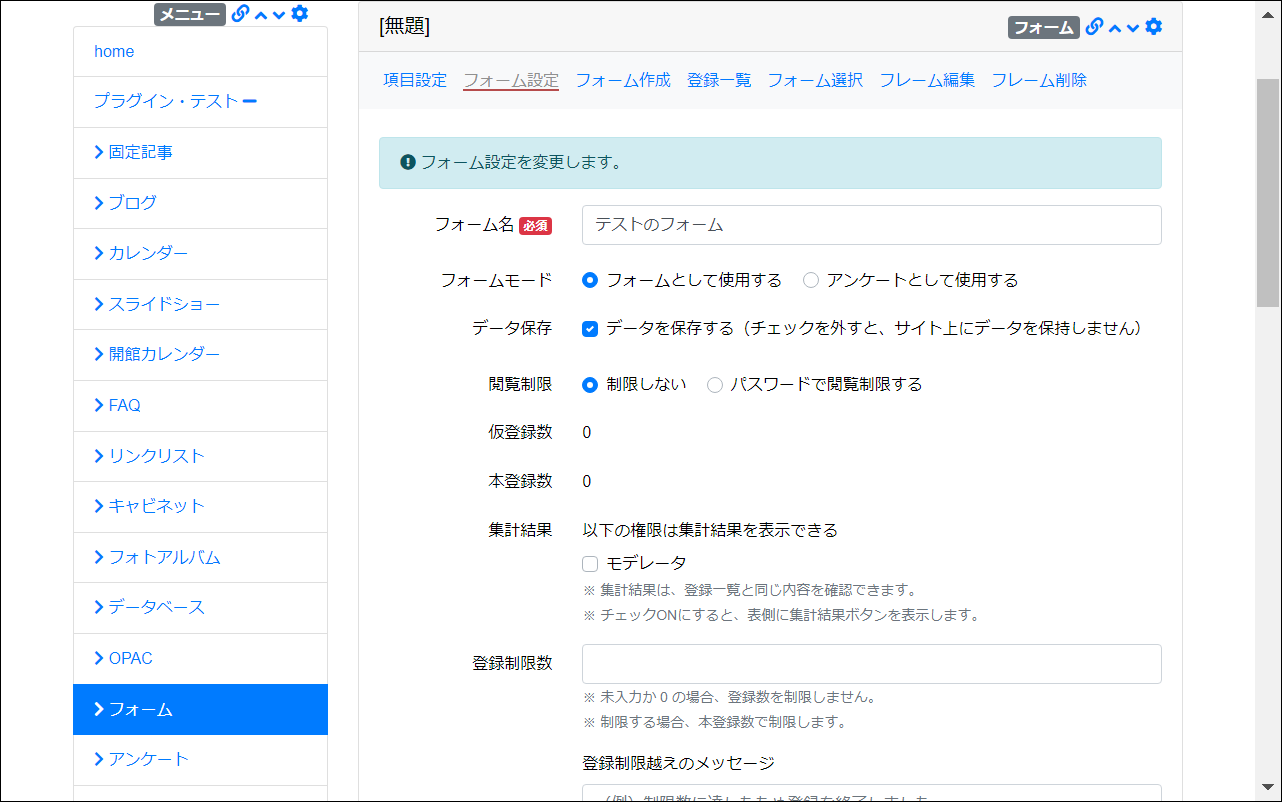 メニュー
home
プラグイン・テスト
固定記事
ブログ
カレンダー
スライドショー
開館カレンダー
FAQ
リンクリスト
キャビネット
フォトアルバム
データベース
OPAC
フォーム
アンケート
[無題]
フォーム
項目設定 フォーム設定 フォーム作成 登録一覧 フォーム選択 フレーム編集 フレーム削除
フォーム設定を変更します。
フォーム名 必須 テストのフォーム
フォームモード フォームとして使用する アンケートとして使用する
データ保存 データを保存する（チェックを外すと、サイト上にデータを保持しません）
閲覧制限 制限しない パスワードで閲覧制限する
仮登録数 0
本登録数 0
集計結果 以下の権限は集計結果を表示できる
モデレータ
※ 集計結果は、登録一覧と同じ内容を確認できます。
※ チェックONにすると、表側に集計結果ボタンを表示します。
登録制限数
※ 未入力か 0 の場合、登録数を制限しません。
※ 制限する場合、本登録数で制限します。
登録制限越えのメッセージ